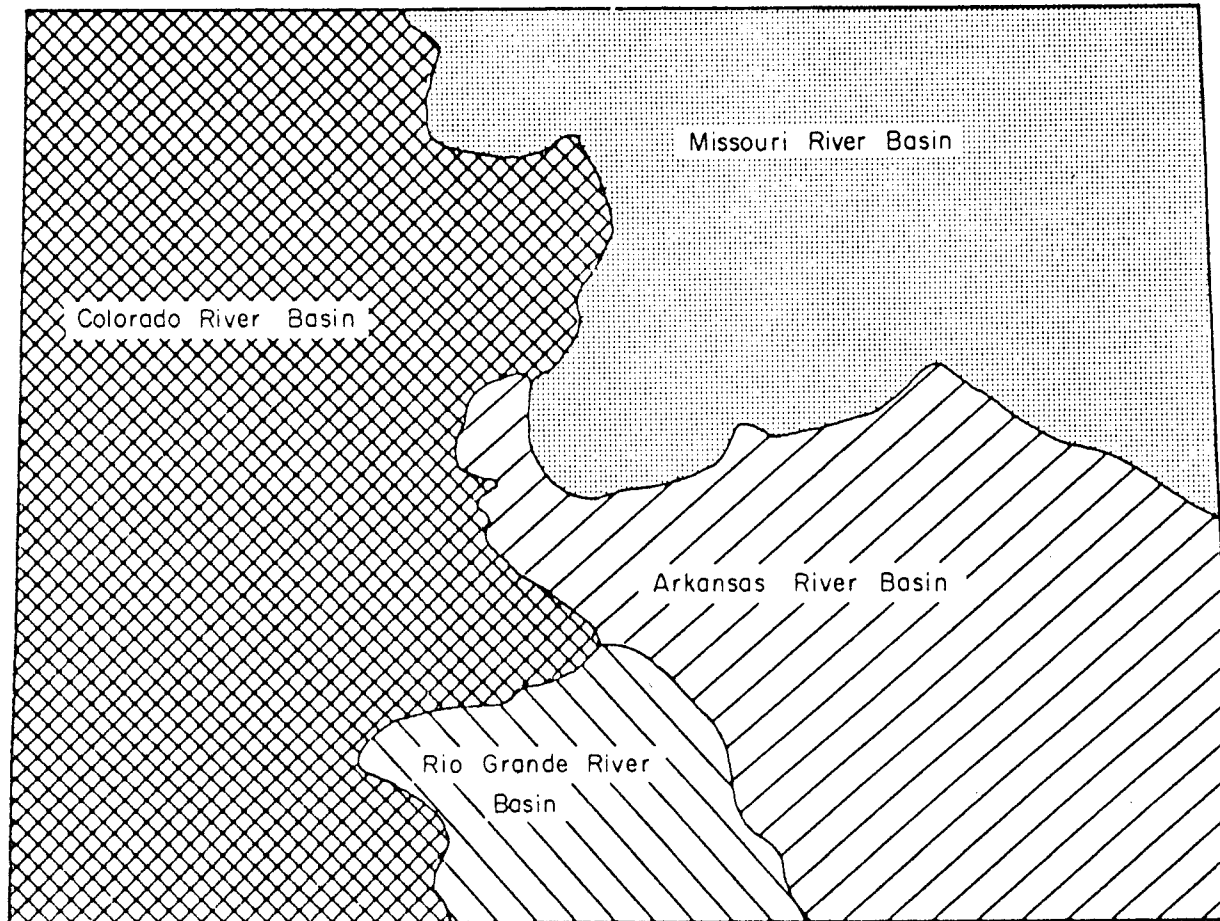 Missouri River Basin
Colorado River Basin
Arkansas River Basin
Rio Grande River
Basin